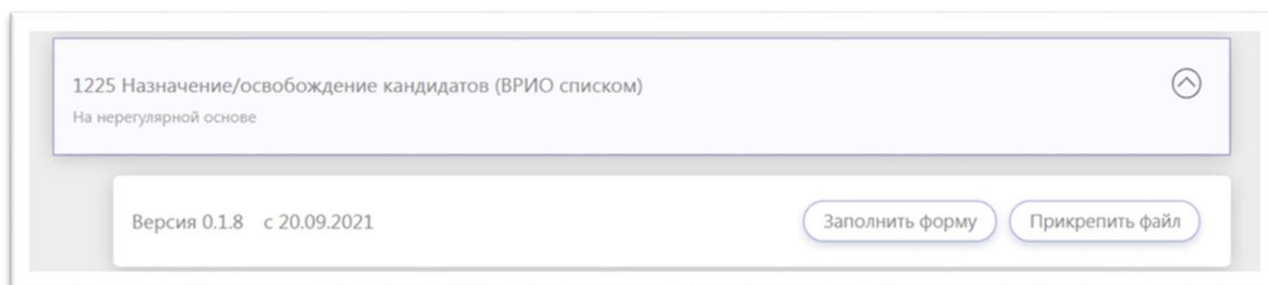 1225 Назначение/освобождение кандидатов (ВРИО списком)
На нерегулярной основе
Версия 0.1.8 с 20.09.2021 Заполнить форму Прикрепить файл